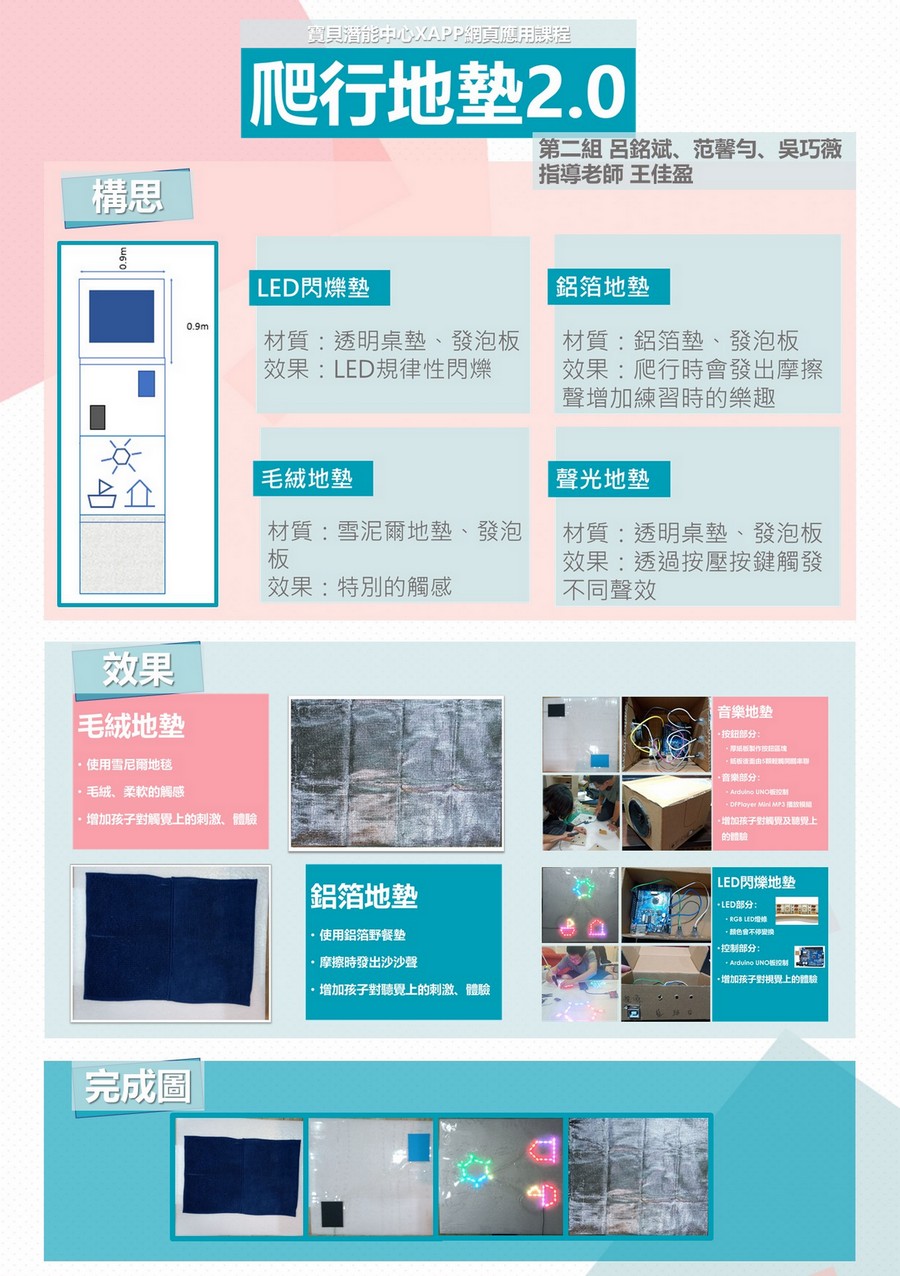 寶貝潛能中心XAPP網頁應用課程
爬行地墊2.0
第二組 呂銘斌、范馨勻、吳巧薇
指導老師 王佳盈
構思
0.9m
0.9m
LED閃爍墊
材質：透明桌墊、發泡板
效果：LED規律性閃爍
鋁箔地墊
材質：鋁箔墊、發泡板
效果：爬行時會發出摩擦
聲增加練習時的樂趣
毛絨地墊
材質：雪泥爾地墊、發泡
板
效果：特別的觸感
聲光地墊
材質：透明桌墊、發泡板
效果：透過按壓按鍵觸發
不同聲效
效果
毛絨地墊
• 使用雪尼爾地毯
• 毛絨、柔軟的觸感
• 增加孩子對觸覺上的刺激、體驗
鋁箔地墊
• 使用鋁箔野餐墊
• 摩擦時發出沙沙聲
• 增加孩子對聽覺上的刺激、體驗
音樂地墊
•按鈕部分：
•音樂部分：
• Arduino UNO板控制
• DFPlayer Mini MP3 播放模組
•增加孩子對觸覺及聽覺上
的體驗
LED閃爍地墊
•LED部分：
• RGB LED燈條
• 顏色會不停變換
•控制部分：
• Arduino UNO板控制
•增加孩子對視覺上的體驗
完成圖